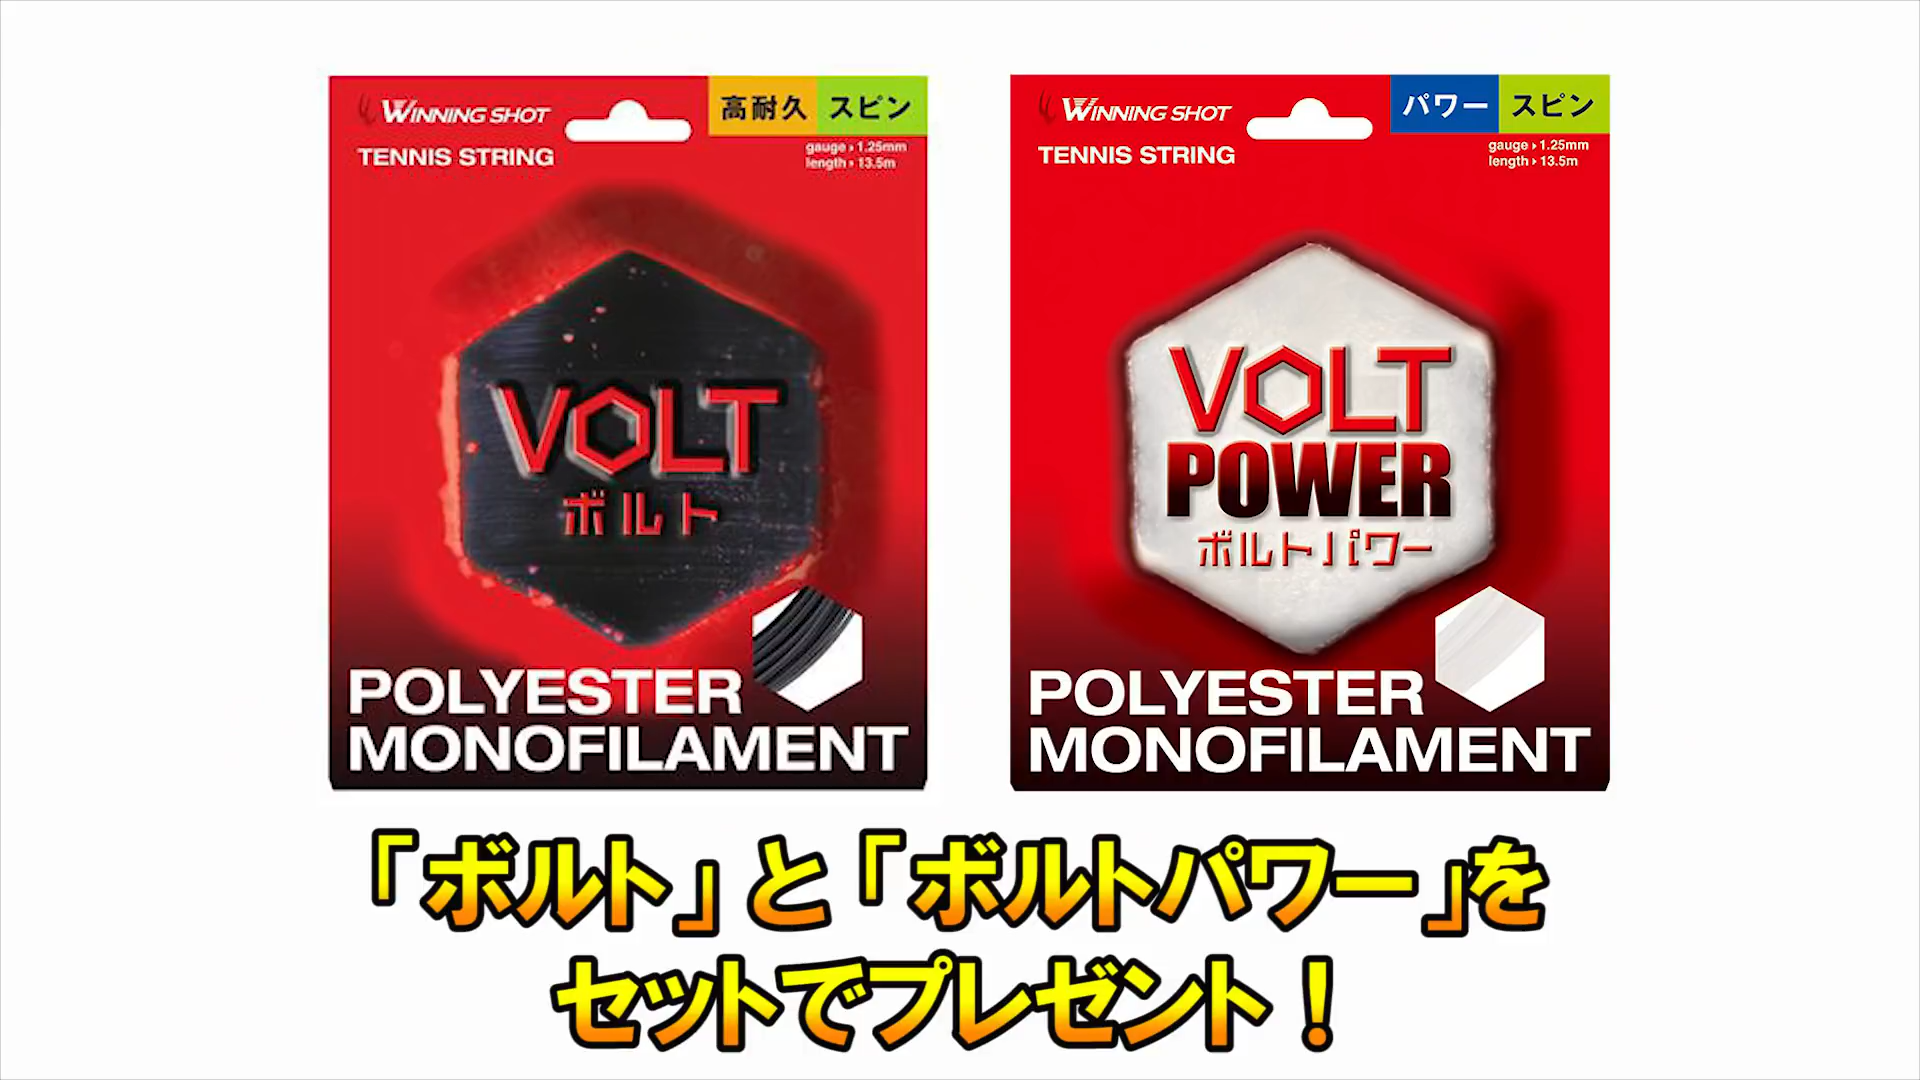 WINNING SHOT
高耐久 スピン
TENNIS STRING
gauge ▸ 1.25mm
length ▸ 13.5m
VOLT
ボルト
POLYESTER
MONOFILAMENT
WINNING SHOT
パワー スピン
TENNIS STRING
gauge ▸ 1.25mm
length ▸ 13.5m
VOLT
POWER
ボルトパワー
POLYESTER
MONOFILAMENT
「ボルト」と「ボルトパワー」を
セットでプレゼント！